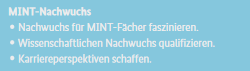 MINT-Nachwuchs
• Nachwuchs für MINT-Fächer faszinieren.
• Wissenschaftlichen Nachwuchs qualifizieren.
• Karriereperspektiven schaffen.